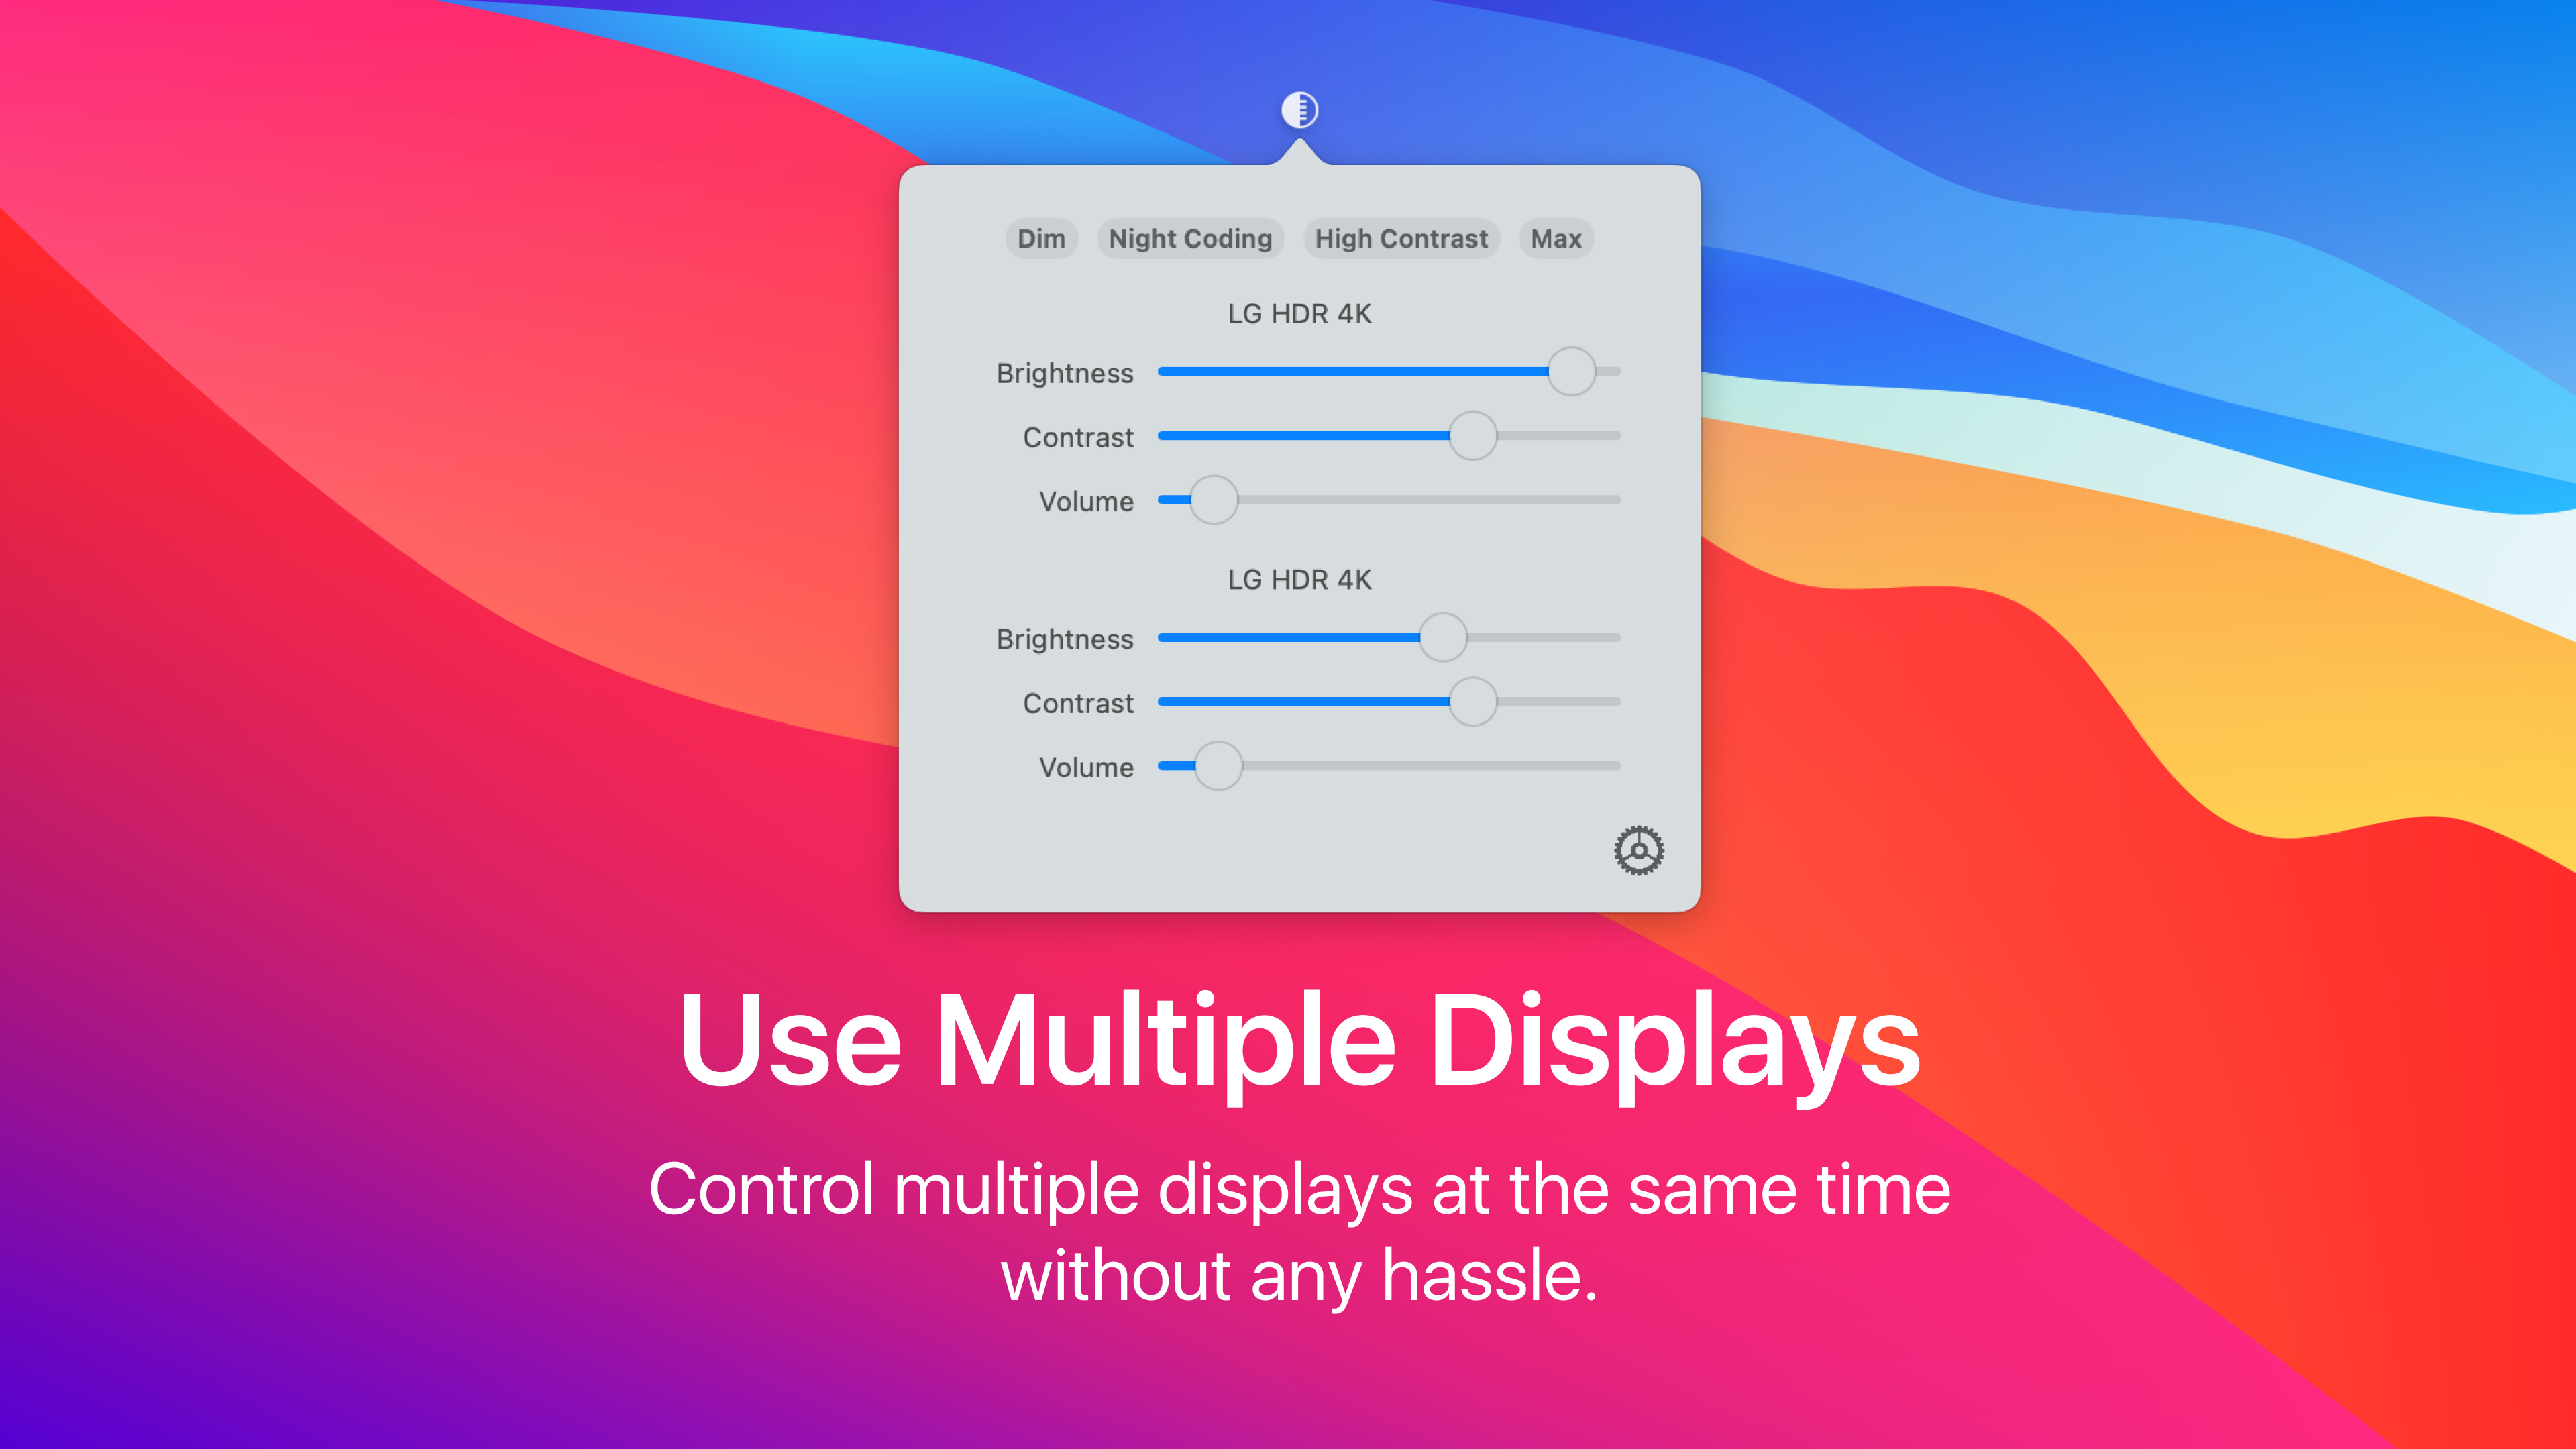 Dim Night Coding High Contrast Max
LG HDR 4K
Brightness
Contrast
Volume
LG HDR 4K
Brightness
Contrast
Volume
Use Multiple Displays
Control multiple displays at the same time
without any hassle.